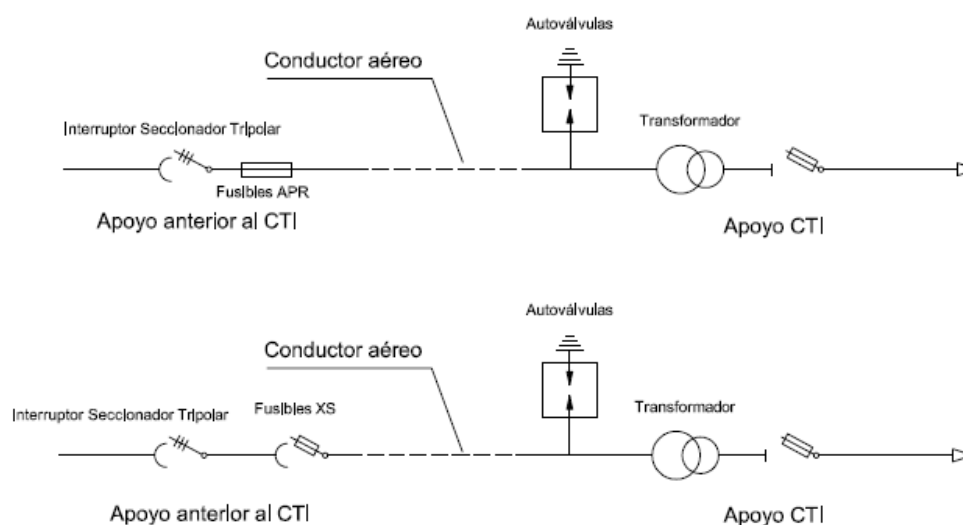 Autoválvulas
Conductor aéreo
Transformador
Interruptor Seccionador Tripolar
Fusibles APR
Apoyo anterior al CTI
Apoyo CTI
Autoválvulas
Conductor aéreo
Interruptor Seccionador Tripolar
Fusibles XS
Transformador
Apoyo anterior al CTI
Apoyo CTI